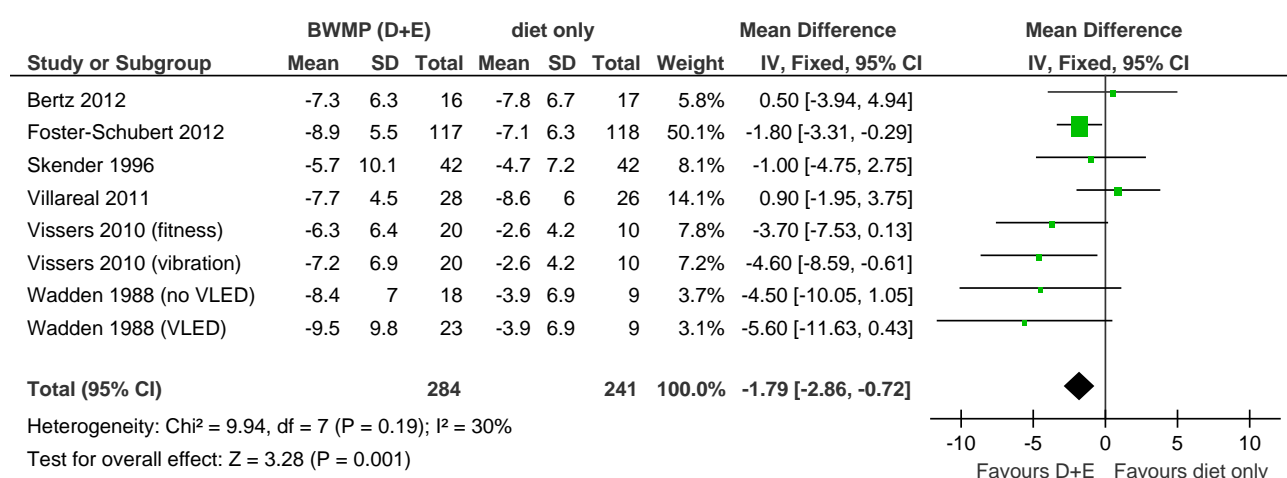 BWMP (D+E) diet only Mean Difference Mean Difference
Study or Subgroup Mean SD Total Mean SD Total Weight IV, Fixed, 95% CI IV, Fixed, 95% CI
Bertz 2012 -7.3 6.3 16 -7.8 6.7 17 5.8% 0.50 [-3.94, 4.94]
Foster-Schubert 2012 -8.9 5.5 117 -7.1 6.3 118 50.1% -1.80 [-3.31, -0.29]
Skender 1996 -5.7 10.1 42 -4.7 7.2 42 8.1% -1.00 [-4.75, 2.75]
Villareal 2011 -7.7 4.5 28 -8.6 6 26 14.1% 0.90 [-1.95, 3.75]
Vissers 2010 (fitness) -6.3 6.4 20 -2.6 4.2 10 7.8% -3.70 [-7.53, 0.13]
Vissers 2010 (vibration) -7.2 6.9 20 -2.6 4.2 10 7.2% -4.60 [-8.59, -0.61]
Wadden 1988 (no VLED) -8.4 7 18 -3.9 6.9 9 3.7% -4.50 [-10.05, 1.05]
Wadden 1988 (VLED) -9.5 9.8 23 -3.9 6.9 9 3.1% -5.60 [-11.63, 0.43]
Total (95% CI) 284 241 100.0% -1.79 [-2.86, -0.72]
Heterogeneity: Chi² = 9.94, df = 7 (P = 0.19); I² = 30%
Test for overall effect: Z = 3.28 (P = 0.001)
-10 -5 0 5 10
Favours D+E Favours diet only